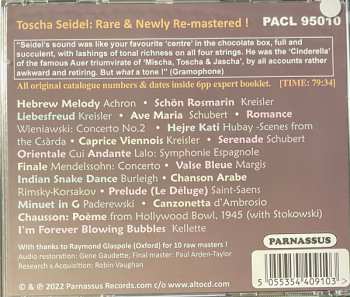 Toscha Seidel: Rare & Newly Re-mastered ! PACL 95010
"Seidel's sound was like your favourite 'centre' in the chocolate box, full and
succulent, with lashings of tonal richness on all four strings. He was the 'Cinderella'
of the famous Auer triumvirate of 'Mischa, Toscha & Jascha', by all accounts rather
awkward and retiring. But what a tone !" (Gramophone)
All original catalogue numbers & dates inside 6pp expert booklet. [TIME: 79:34]
Hebrew Melody Achron • Schön Rosmarin Kreisler
Liebesfreud Kreisler • Ave Maria Schubert • Romance
Wieniawski: Concerto No.2 • Hejre Kati Hubay -Scenes from
the Csàrda • Caprice Viennois Kreisler • Serenade Schubert
Orientale Cui Andante Lalo: Symphonie Espagnole
Finale Mendelssohn: Concerto • Valse Bluette Margis
Indian Snake Dance Burleigh • Chanson Arabe
Rimsky-Korsakov • Prelude (Le Déluge) Saint-Saens
Minuet in G Paderewski • Canzonetta d'Ambrosio
Chausson: Poème from Hollywood Bowl, 1945 (with Stokowski)
I'm Forever Blowing Bubbles Kellette
With thanks to Raymond Glaspole (Oxford) for 10 raw masters !
Audio restoration: Gene Gaudette, Final master: Paul Arden-Taylor
Research & Acquisition: Robin Vaughan
PARNASSUS
℗ & © 2022 Parnassus Records.com / www.altocd.com
5 055354 409103 >